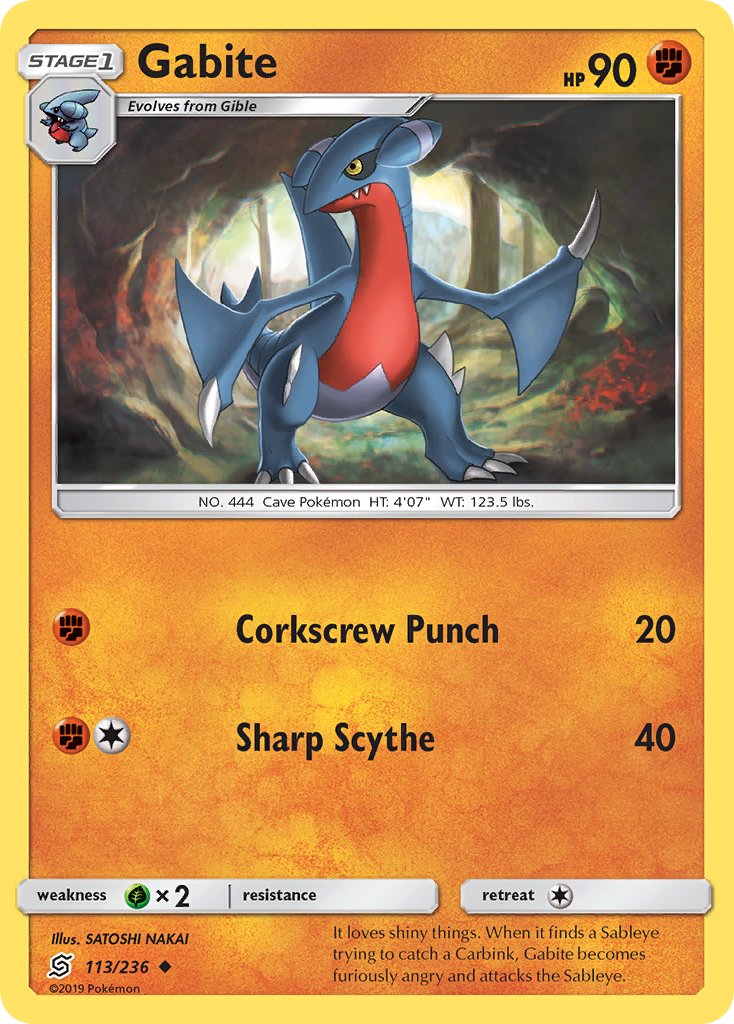 STAGE1
Gabite
HP90
Evolves from Gible
NO. 444 Cave Pokémon HT: 4'07" WT: 123.5 lbs.
Corkscrew Punch 20
Sharp Scythe 40
weakness ×2 resistance retreat
Illus. SATOSHI NAKAI
113/236
©2019 Pokémon
It loves shiny things. When it finds a Sableye
trying to catch a Carbink, Gabite becomes
furiously angry and attacks the Sableye.